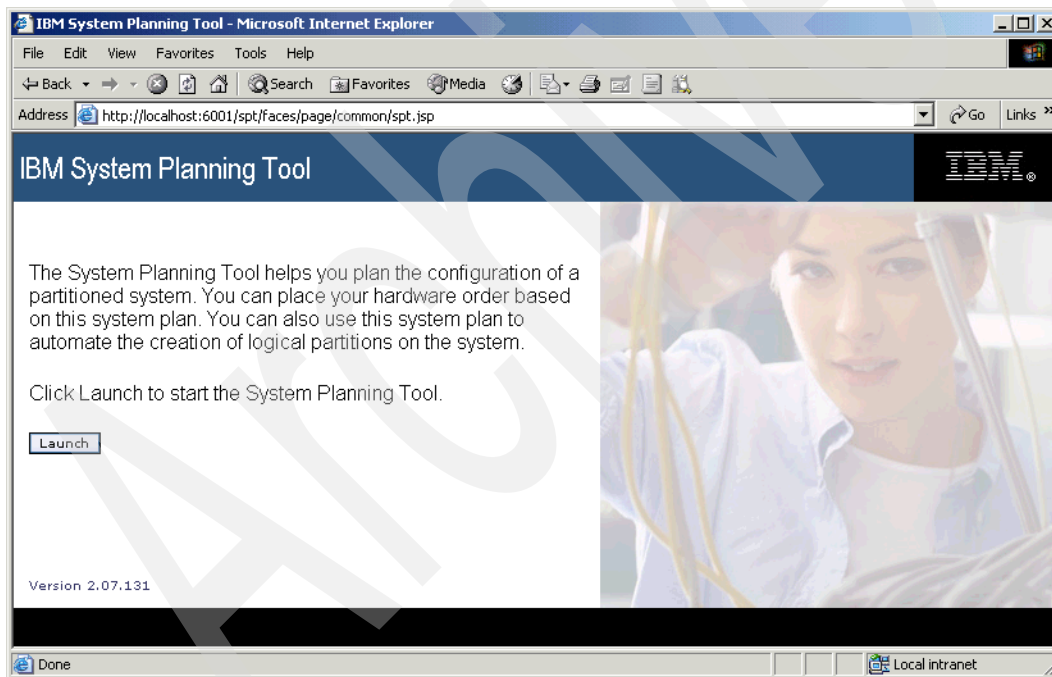 IBM System Planning Tool - Microsoft Internet Explorer
File Edit View Favorites Tools Help
Back Search Favorites Media
Address http://localhost:6001/spt/faces/page/common/spt.jsp Go Links »
IBM System Planning Tool IBM®
The System Planning Tool helps you plan the configuration of a
partitioned system. You can place your hardware order based
on this system plan. You can also use this system plan to
automate the creation of logical partitions on the system.
Click Launch to start the System Planning Tool.
Launch
Version 2.07.131
Done Local intranet